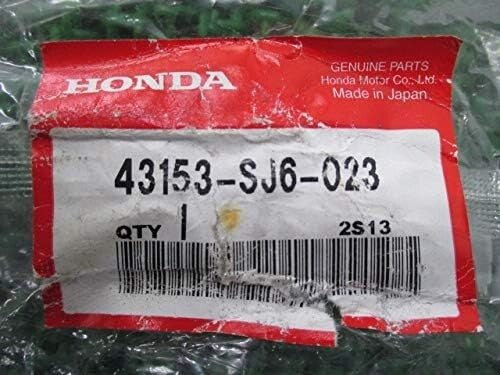 HONDA
GENUINE PARTS
Honda Motor Co., Ltd.
Made in Japan
43153-SJ6-023
QTY 1 2S13